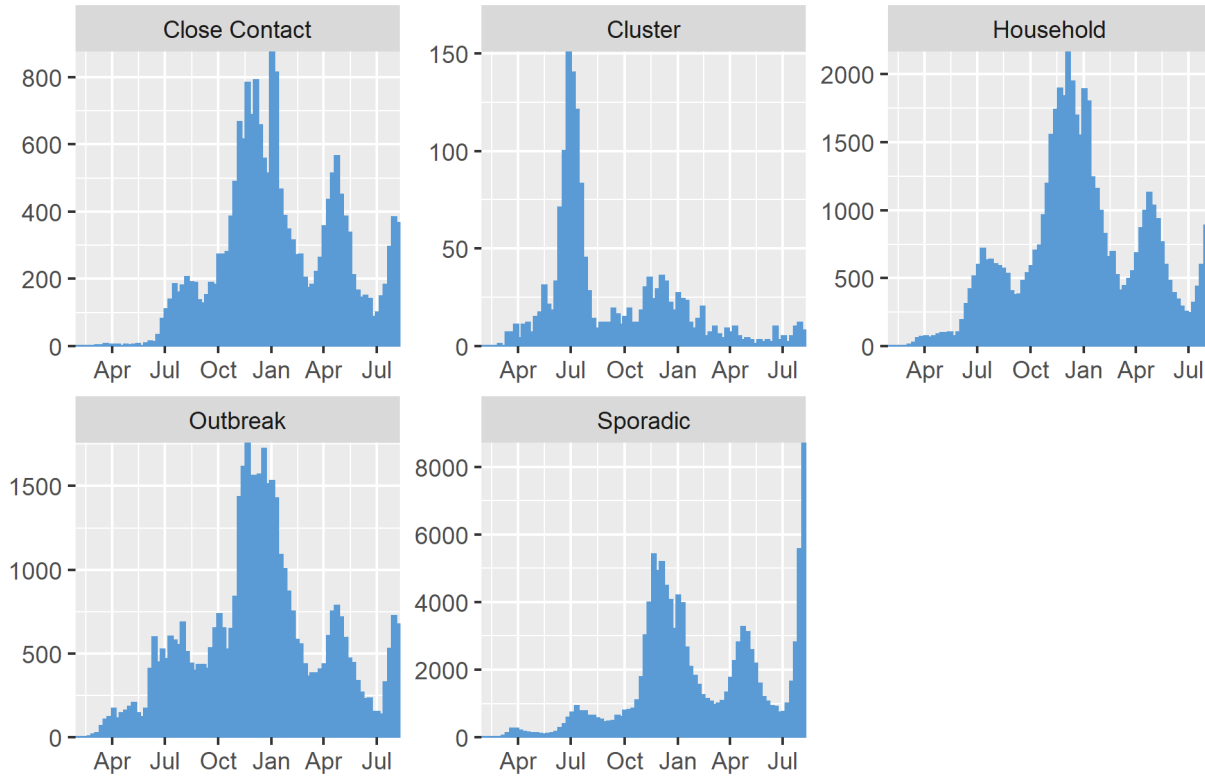 Close Contact
800
600
400
200
0
Apr Jul Oct Jan Apr Jul
Cluster
150
100
50
0
Apr Jul Oct Jan Apr Jul
Household
2000
1500
1000
500
0
Apr Jul Oct Jan Apr Jul
Outbreak
1500
1000
500
0
Apr Jul Oct Jan Apr Jul
Sporadic
8000
6000
4000
2000
0
Apr Jul Oct Jan Apr Jul